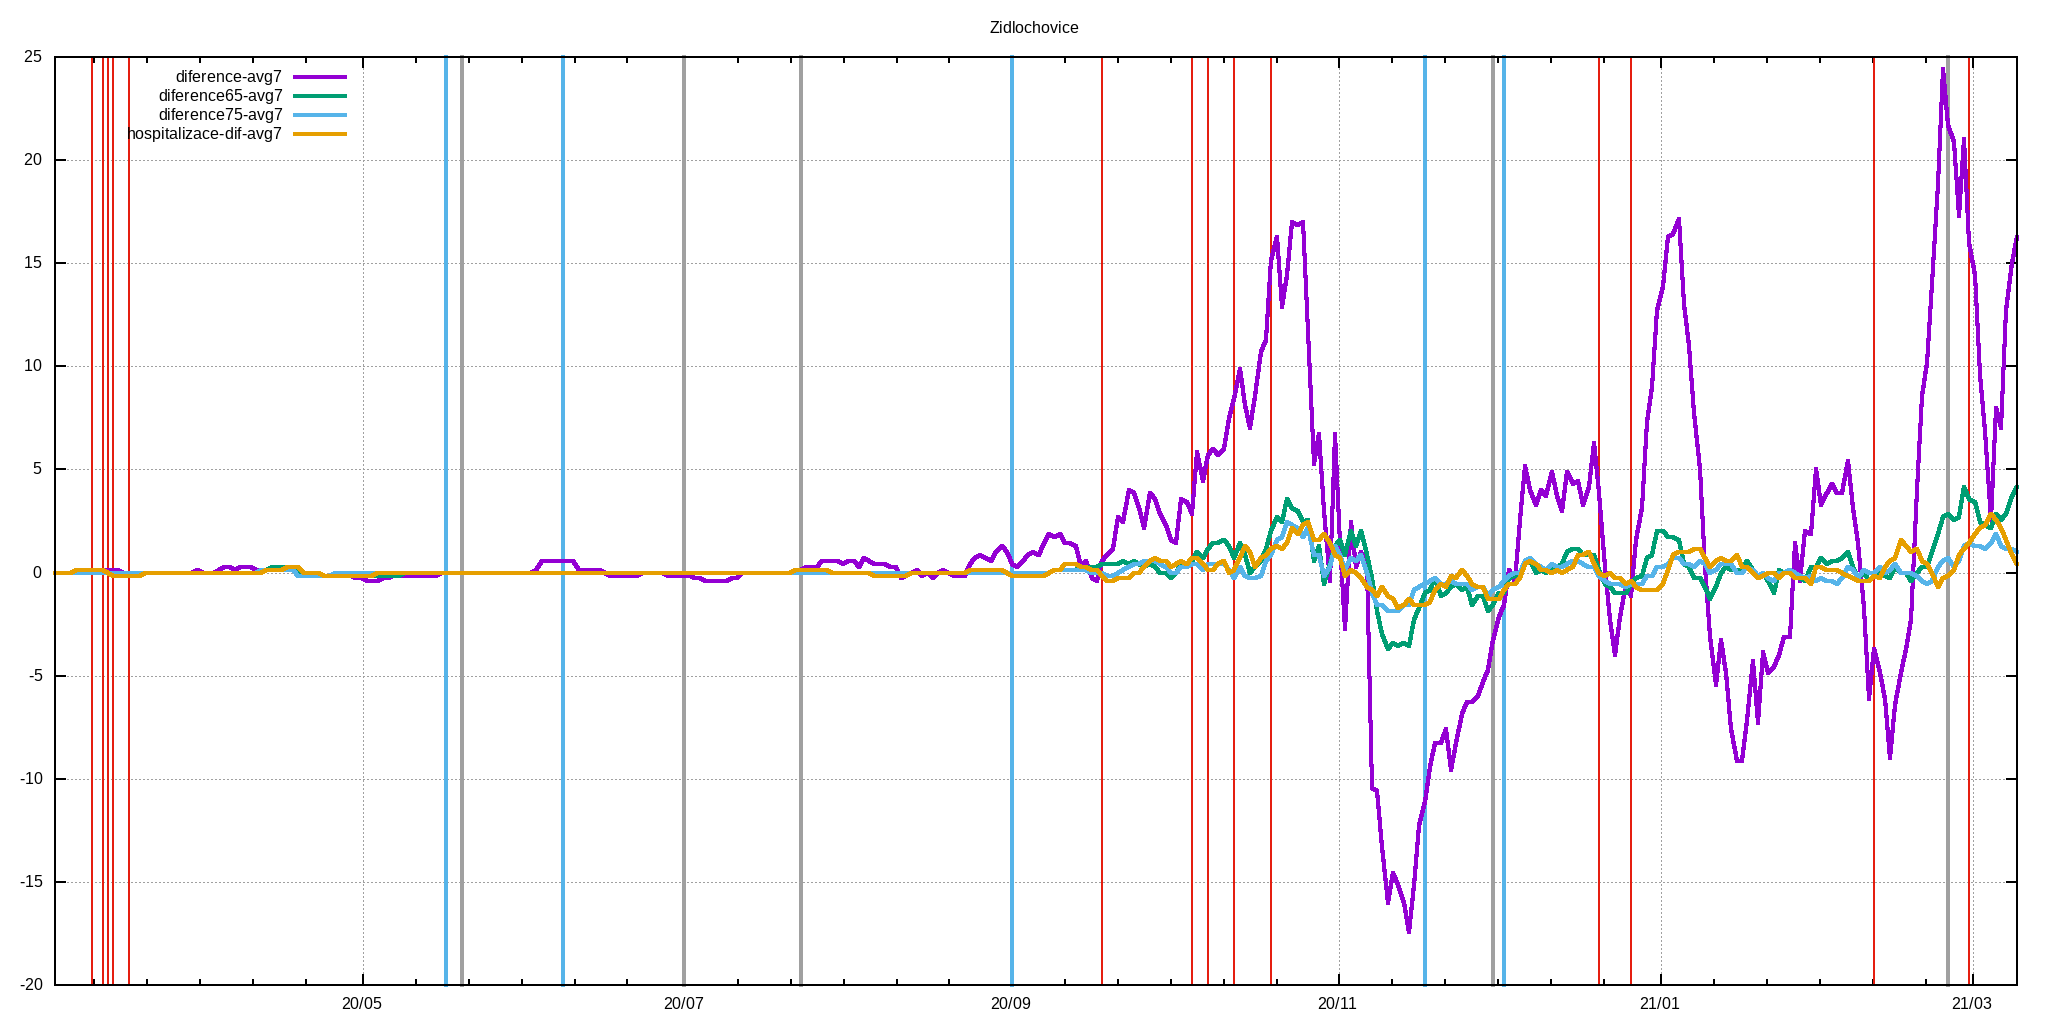 Zidlochovice
25
diference-avg7
diference65-avg7
diference75-avg7
hospitalizace-dif-avg7
20
15
10
5
0
-5
-10
-15
-20
20/05 20/07 20/09 20/11 21/01 21/03